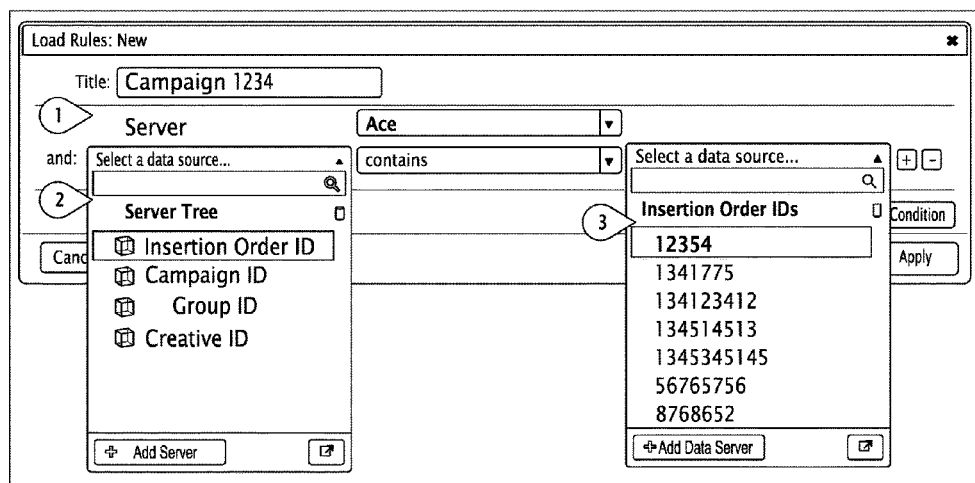 Load Rules: New
Title: Campaign 1234
1
Server Ace
and: Select a data source... contains Select a data source...
2
Server Tree
Insertion Order ID
Campaign ID
Group ID
Creative ID
Add Server
3
Insertion Order IDs
12354
1341775
134123412
134514513
1345345145
56765756
8768652
Add Data Server
Condition
Canc
Apply